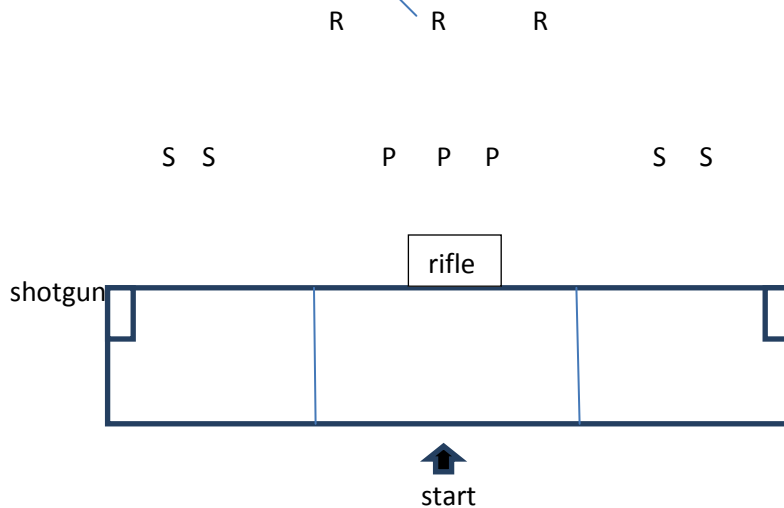 R R R
S S P P P S S
rifle
shotgun
start